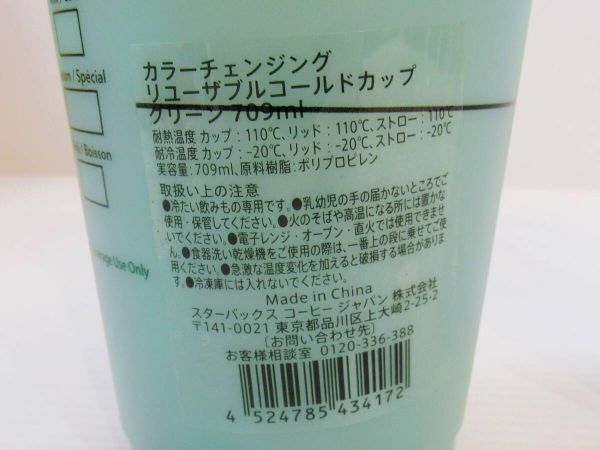 カラーチェンジング
リユーザブルコールドカップ
グリーン 709ml
耐熱温度 カップ：110℃、リッド：110℃、ストロー：110℃
耐冷温度 カップ：-20℃、リッド：-20℃、ストロー：-20℃
実容量：709ml、原料樹脂：ポリプロピレン
取扱い上の注意
●冷たい飲みもの専用です。●乳幼児の手の届かないところでご
使用・保管してください。●火のそばや高温になる所には置かな
いでください。●電子レンジ・オーブン・直火では使用できませ
ん。●食器洗い乾燥機をご使用の際は、一番上の段に乗せてご使
用ください。●急激な温度変化を加えると破損する場合がありま
す。●冷凍庫には入れないでください。
Made in China
スターバックス コーヒー ジャパン 株式会社
〒141-0021 東京都品川区上大崎2-25-2
〔お問い合わせ先〕
お客様相談室 0120-336-388
4 524785 434172
/ Spécial
/ Boisson
Use Only